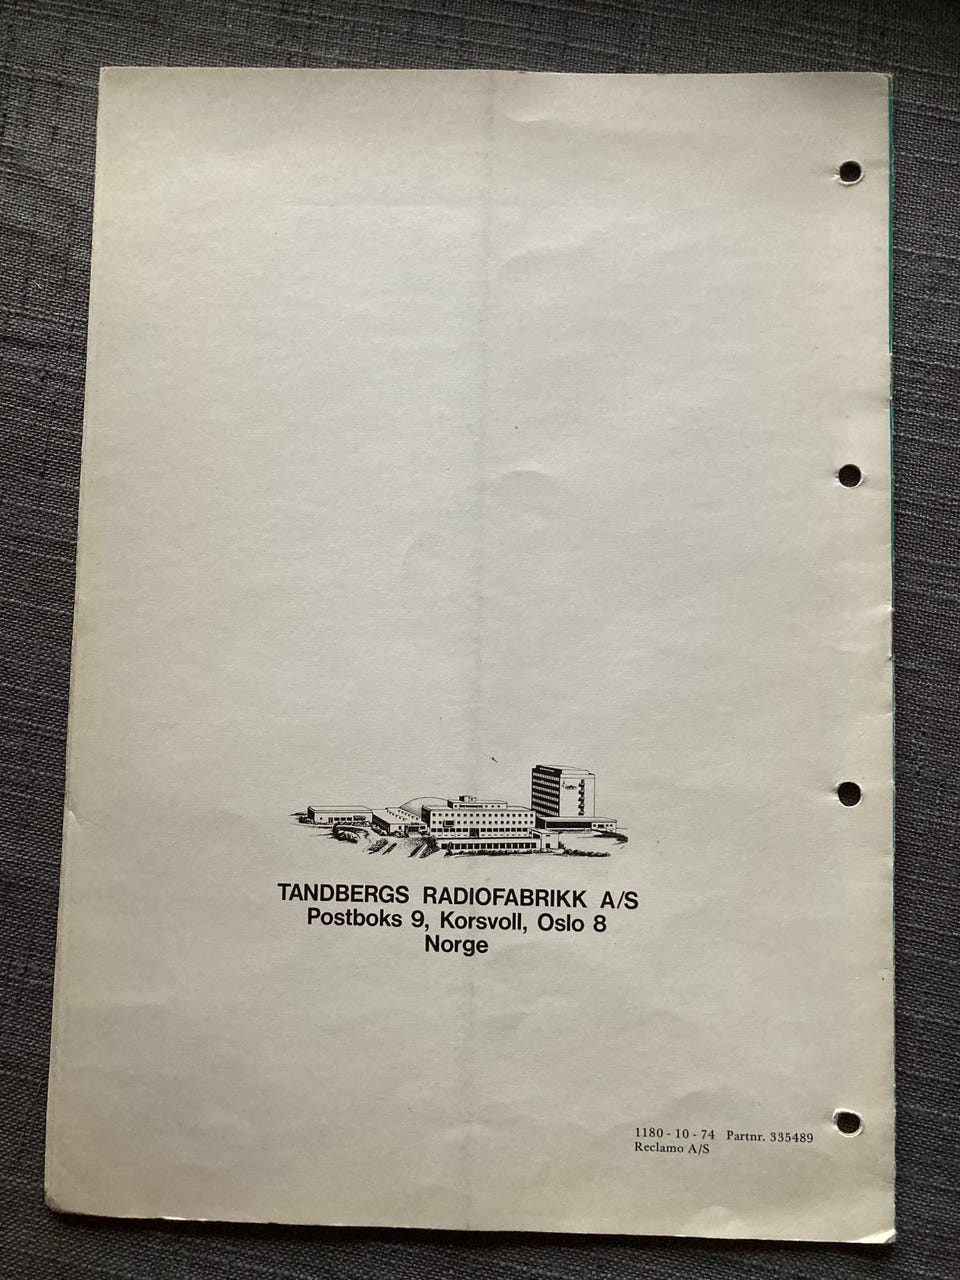 TANDBERGS RADIOFABRIKK A/S
Postboks 9, Korsvoll, Oslo 8
Norge
1180 - 10 - 74 Partnr. 335489
Reclamo A/S